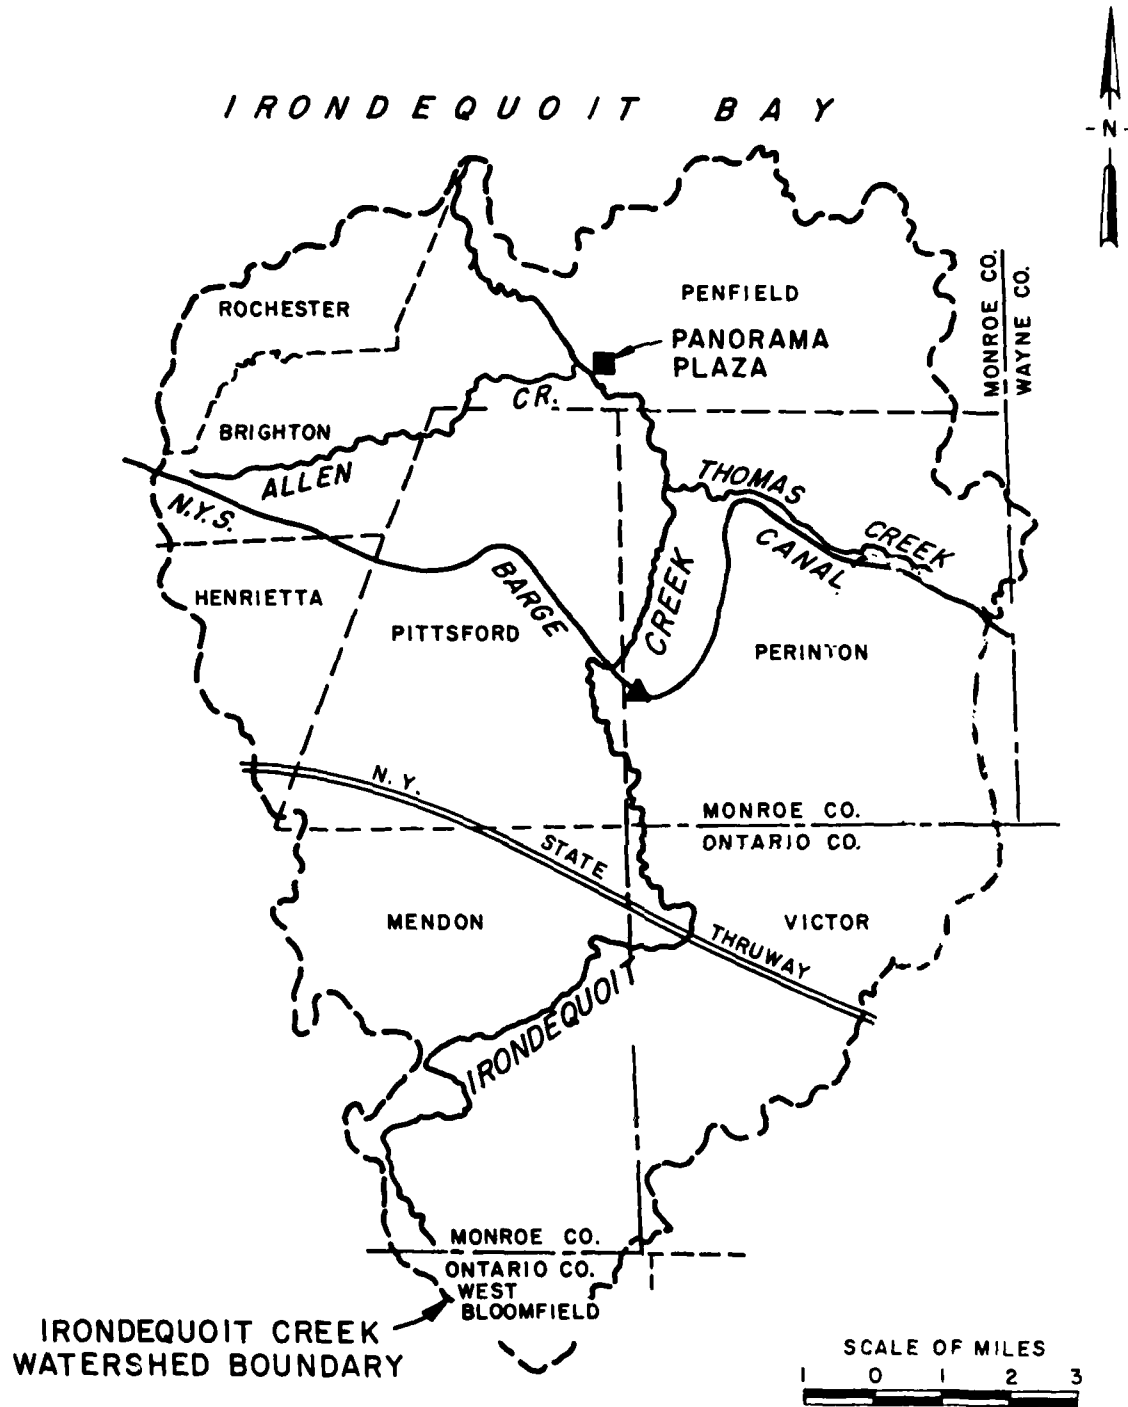 IRONDEQUOIT BAY
- N -
ROCHESTER
PENFIELD
MONROE CO.
WAYNE CO.
PANORAMA
PLAZA
CR.
BRIGHTON
ALLEN
THOMAS
N.Y.S.
CREEK
CANAL
BARGE
CREEK
HENRIETTA
PITTSFORD
PERINTON
N. Y.
MONROE CO.
ONTARIO CO.
STATE
MENDON
VICTOR
THRUWAY
IRONDEQUOIT
MONROE CO.
ONTARIO CO.
WEST
BLOOMFIELD
IRONDEQUOIT CREEK
WATERSHED BOUNDARY
SCALE OF MILES
1 0 1 2 3